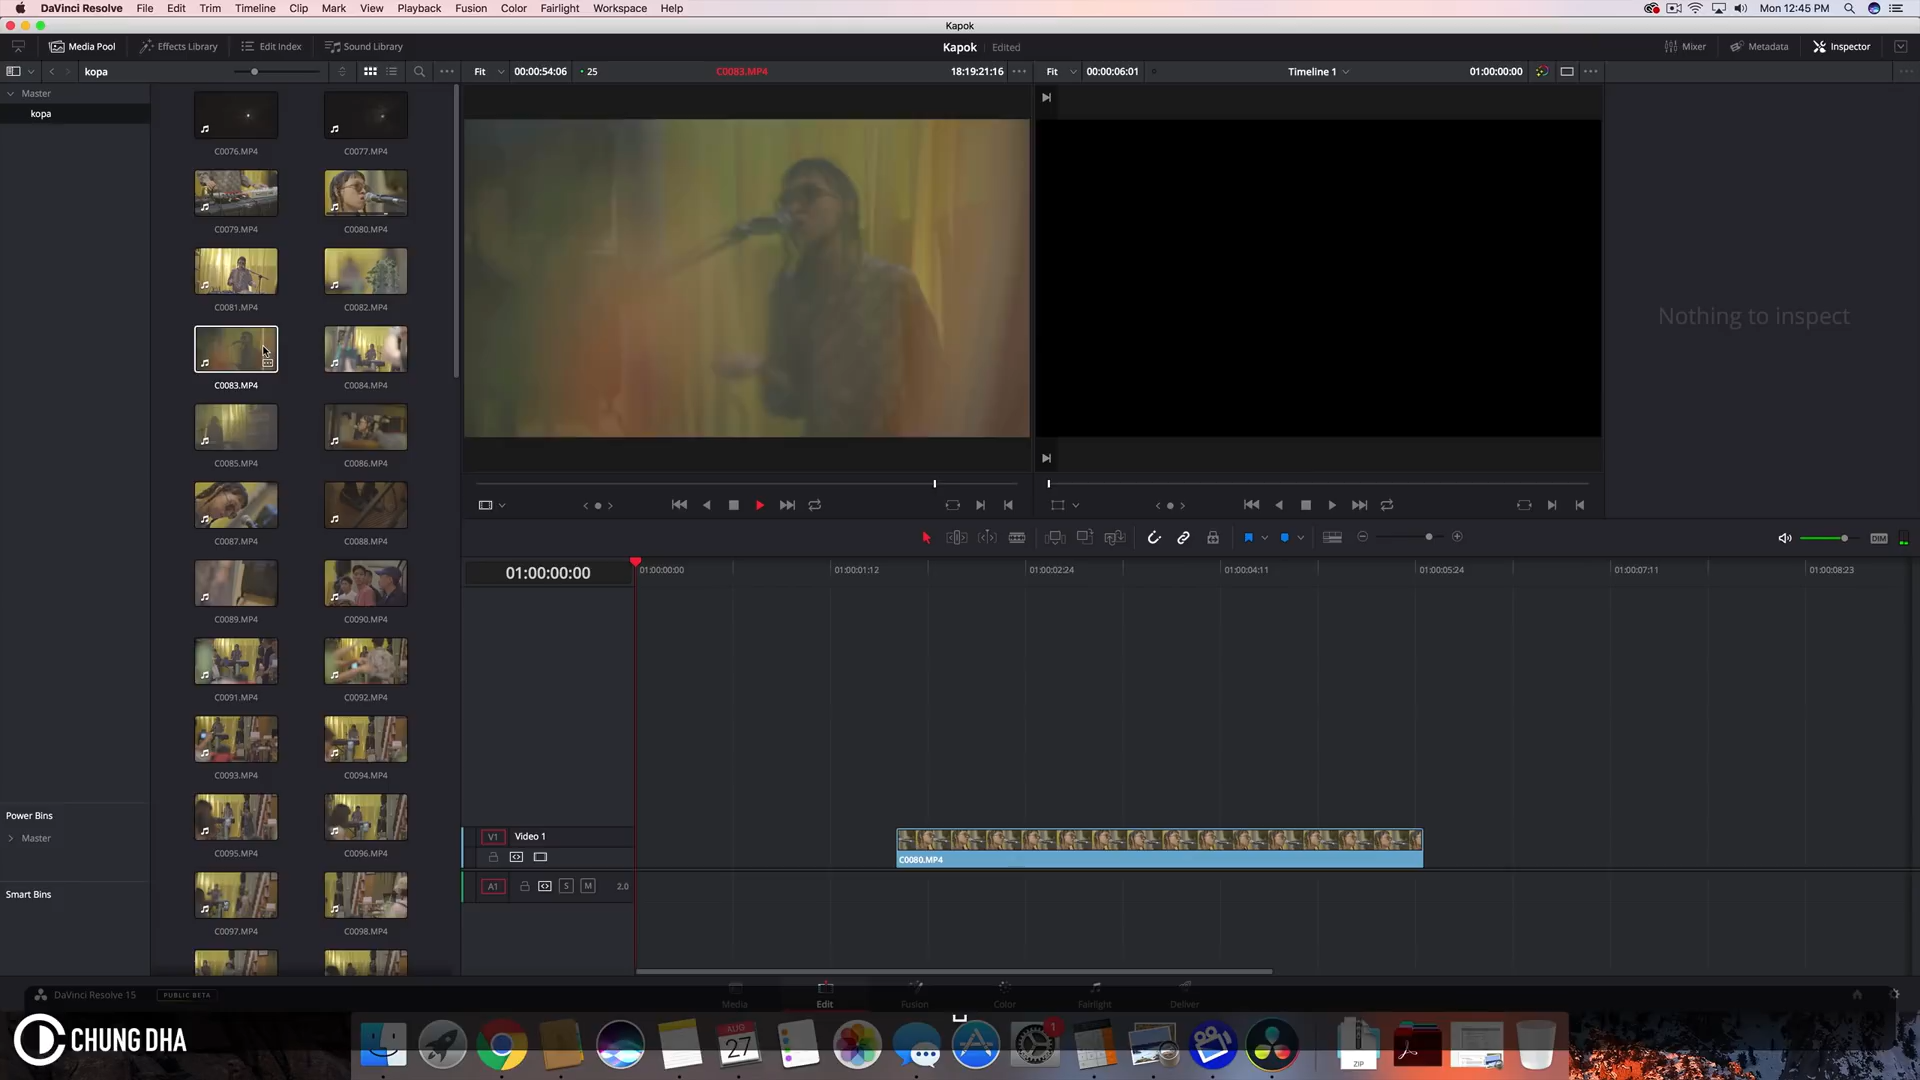 DaVinci Resolve File Edit Trim Timeline Clip Mark View Playback Fusion Color Fairlight Workspace Help Mon 12:45 PM
Kapok
Media Pool Effects Library Edit Index Sound Library Kapok Edited Mixer Metadata Inspector
kopa Fit 00:00:54:06 25 C0083.MP4 18:19:21:16 Fit 00:00:06:01 Timeline 1 01:00:00:00
Master
kopa
C0076.MP4 C0077.MP4
C0079.MP4 C0080.MP4
C0081.MP4 C0082.MP4
C0083.MP4 C0084.MP4
C0085.MP4 C0086.MP4
C0087.MP4 C0088.MP4
C0089.MP4 C0090.MP4
C0091.MP4 C0092.MP4
C0093.MP4 C0094.MP4
C0095.MP4 C0096.MP4
C0097.MP4 C0098.MP4
Nothing to inspect
DIM
01:00:00:00 01:00:00:00 01:00:01:12 01:00:02:24 01:00:04:11 01:00:05:24 01:00:07:11 01:00:08:23
Power Bins
Master
Smart Bins
V1 Video 1
C0080.MP4
A1 S M 2.0
DaVinci Resolve 15 PUBLIC BETA
Media Edit Fusion Color Fairlight Deliver
CHUNG DHA
AUG
27
1
ZIP